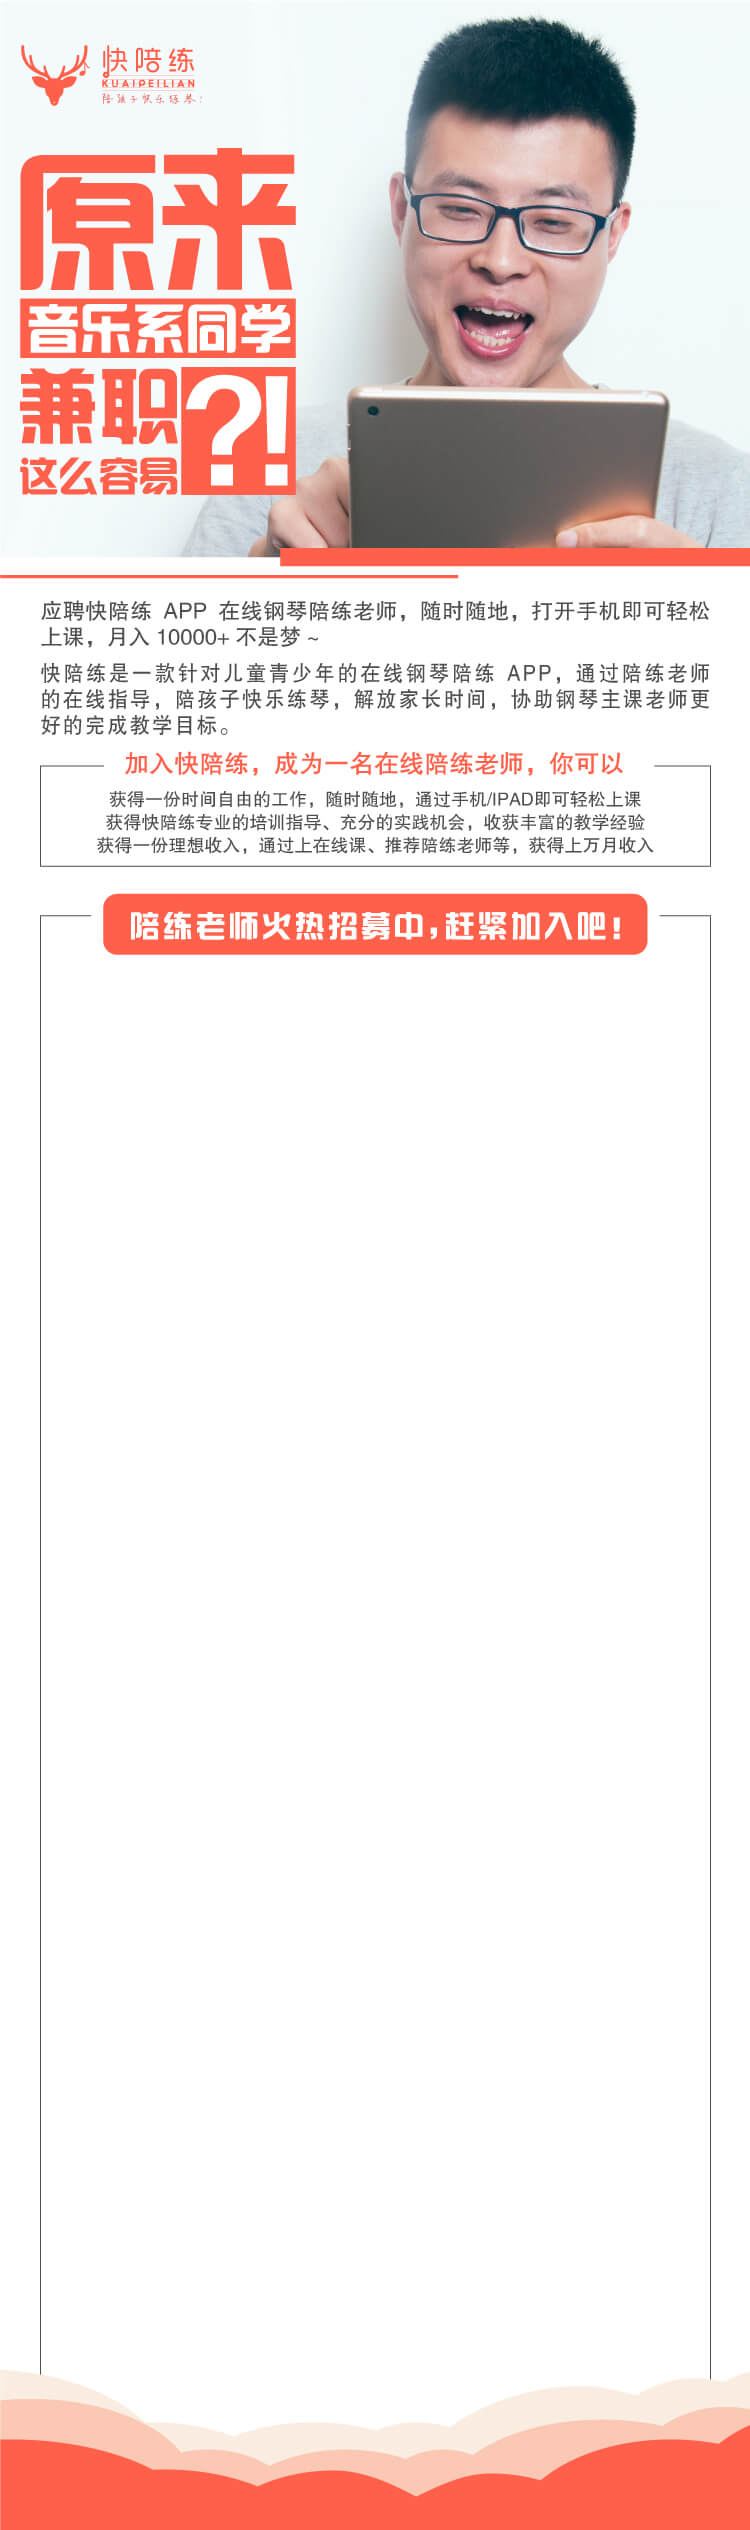 快陪练
KUAIPEILIAN
陪孩子快乐练琴!
原来
音乐系同学
兼职?!
这么容易
应聘快陪练 APP 在线钢琴陪练老师，随时随地，打开手机即可轻松
上课，月入 10000+ 不是梦 ~
快陪练是一款针对儿童青少年的在线钢琴陪练 APP，通过陪练老师
的在线指导，陪孩子快乐练琴，解放家长时间，协助钢琴主课老师更
好的完成教学目标。
加入快陪练，成为一名在线陪练老师，你可以
获得一份时间自由的工作，随时随地，通过手机/IPAD即可轻松上课
获得快陪练专业的培训指导、充分的实践机会，收获丰富的教学经验
获得一份理想收入，通过上在线课、推荐陪练老师等，获得上万月收入
陪练老师火热招募中，赶紧加入吧！